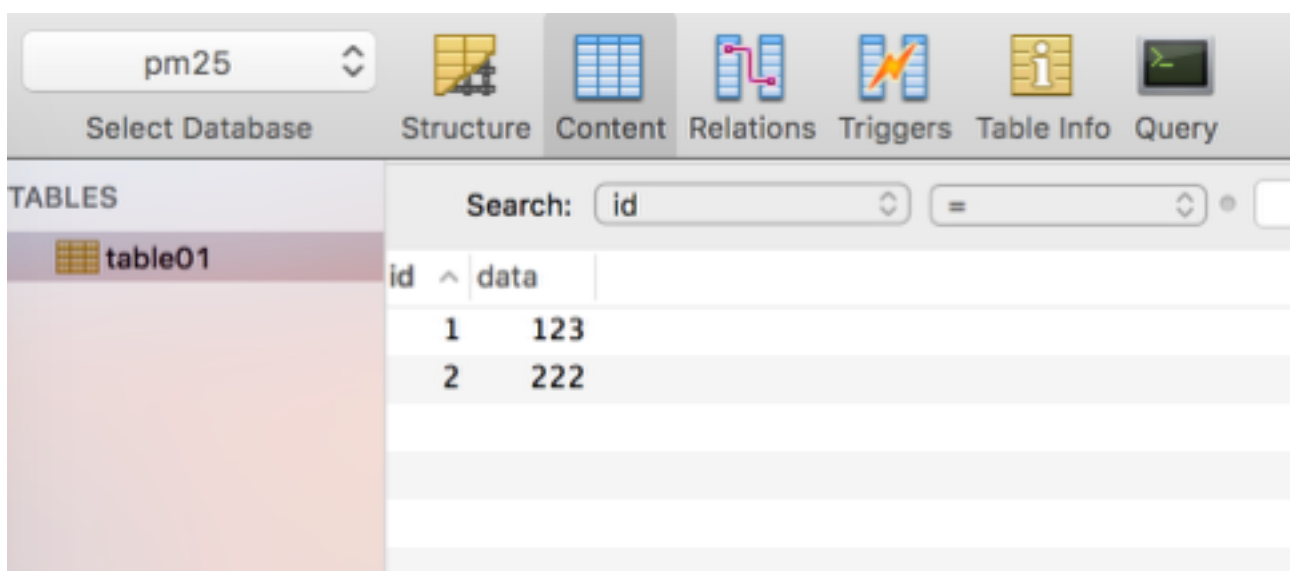 pm25
Select Database Structure Content Relations Triggers Table Info Query
TABLES
Search: id =
table01
id data
1 123
2 222